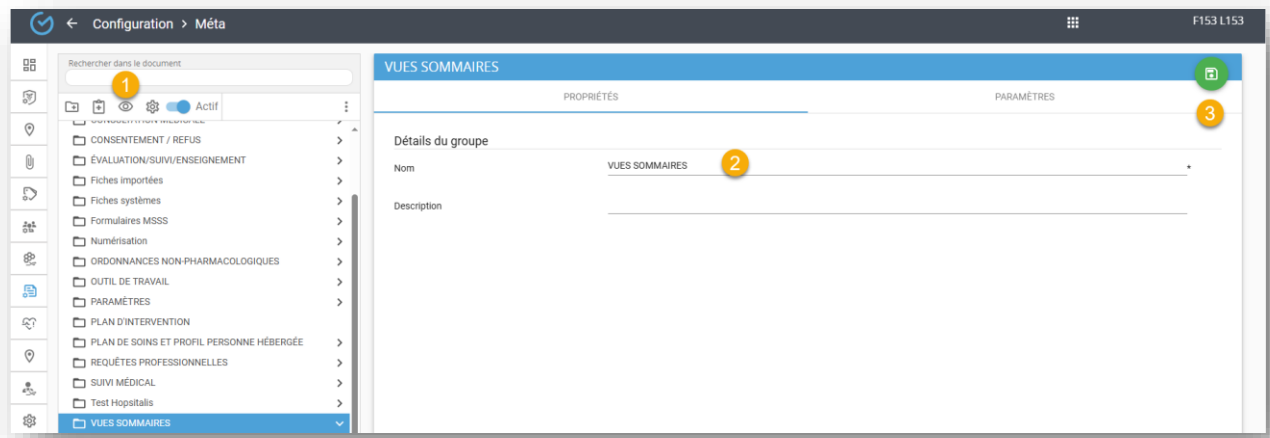 Configuration > Méta
F153 L153
Rechercher dans le document
1
Actif
CONSULTATION MÉDICALE
CONSENTEMENT / REFUS
ÉVALUATION/SUIVI/ENSEIGNEMENT
Fiches importées
Fiches systèmes
Formulaires MSSS
Numérisation
ORDONNANCES NON-PHARMACOLOGIQUES
OUTIL DE TRAVAIL
PARAMÈTRES
PLAN D'INTERVENTION
PLAN DE SOINS ET PROFIL PERSONNE HÉBERGÉE
REQUÊTES PROFESSIONNELLES
SUIVI MÉDICAL
Test Hopsitalis
VUES SOMMAIRES
VUES SOMMAIRES
PROPRIÉTÉS
PARAMÈTRES
3
Détails du groupe
Nom
VUES SOMMAIRES
2
*
Description